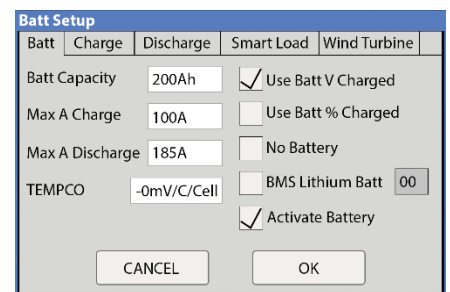 Batt Setup
Batt Charge Discharge Smart Load Wind Turbine
Batt Capacity 200Ah Use Batt V Charged
Max A Charge 100A Use Batt % Charged
Max A Discharge 185A No Battery
BMS Lithium Batt 00
TEMPCO -0mV/C/Cell
Activate Battery
CANCEL OK